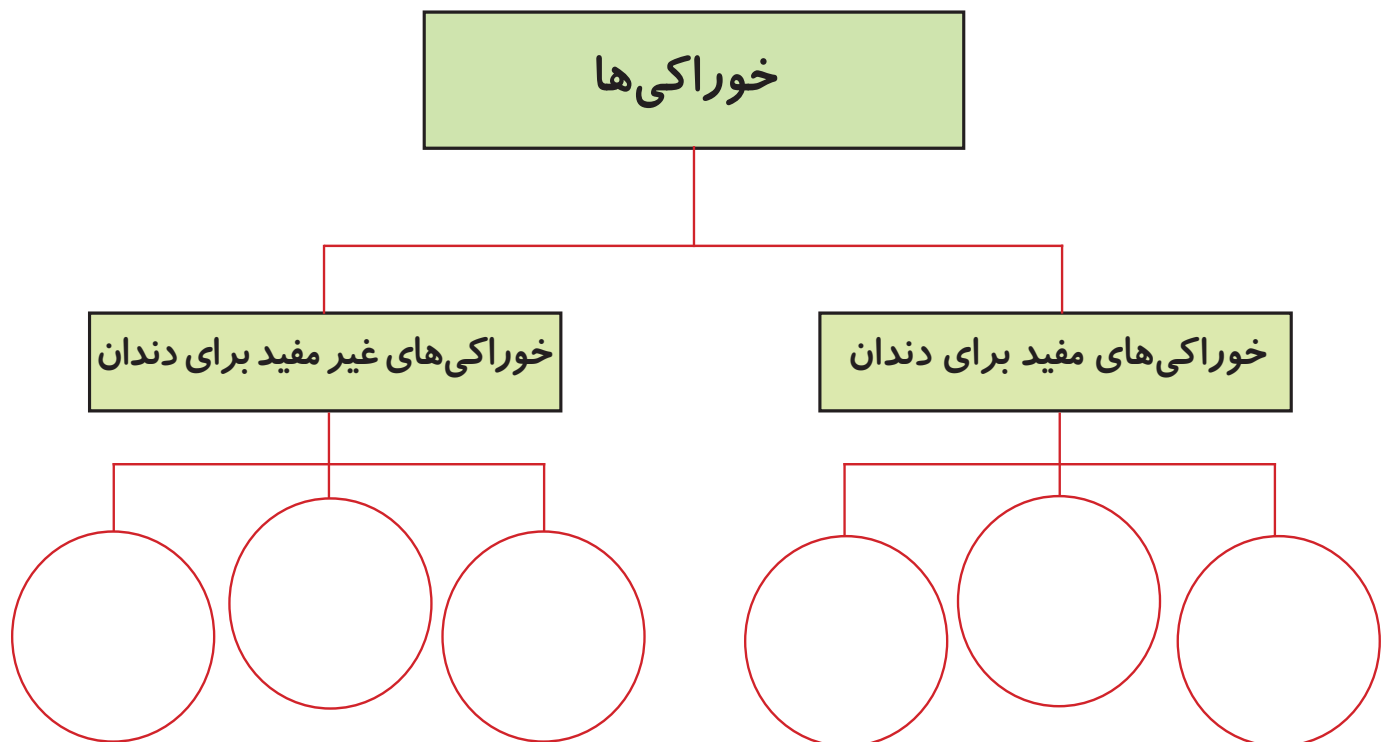 خوراکی‌ها
خوراکی‌های مفید برای دندان
خوراکی‌های غیر مفید برای دندان